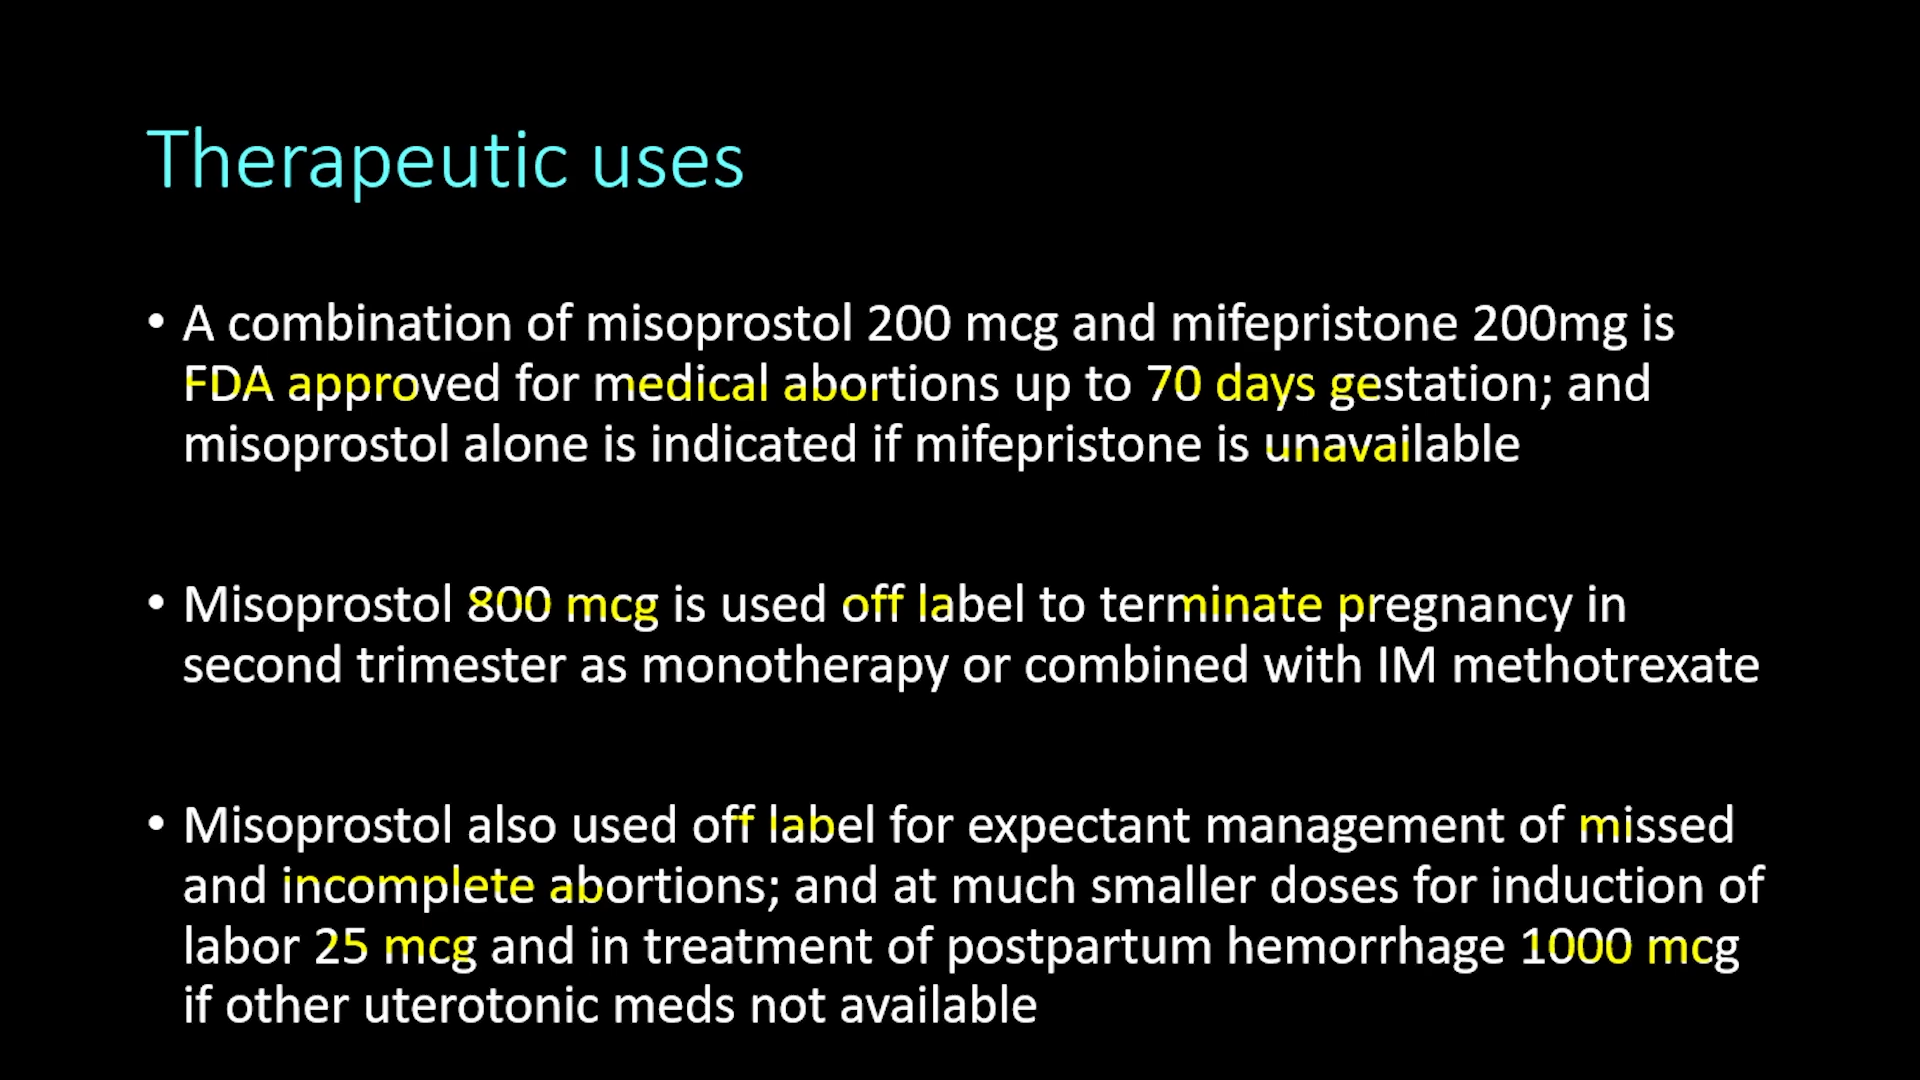 Therapeutic uses
• A combination of misoprostol 200 mcg and mifepristone 200mg is
FDA approved for medical abortions up to 70 days gestation; and
misoprostol alone is indicated if mifepristone is unavailable
• Misoprostol 800 mcg is used off label to terminate pregnancy in
second trimester as monotherapy or combined with IM methotrexate
• Misoprostol also used off label for expectant management of missed
and incomplete abortions; and at much smaller doses for induction of
labor 25 mcg and in treatment of postpartum hemorrhage 1000 mcg
if other uterotonic meds not available